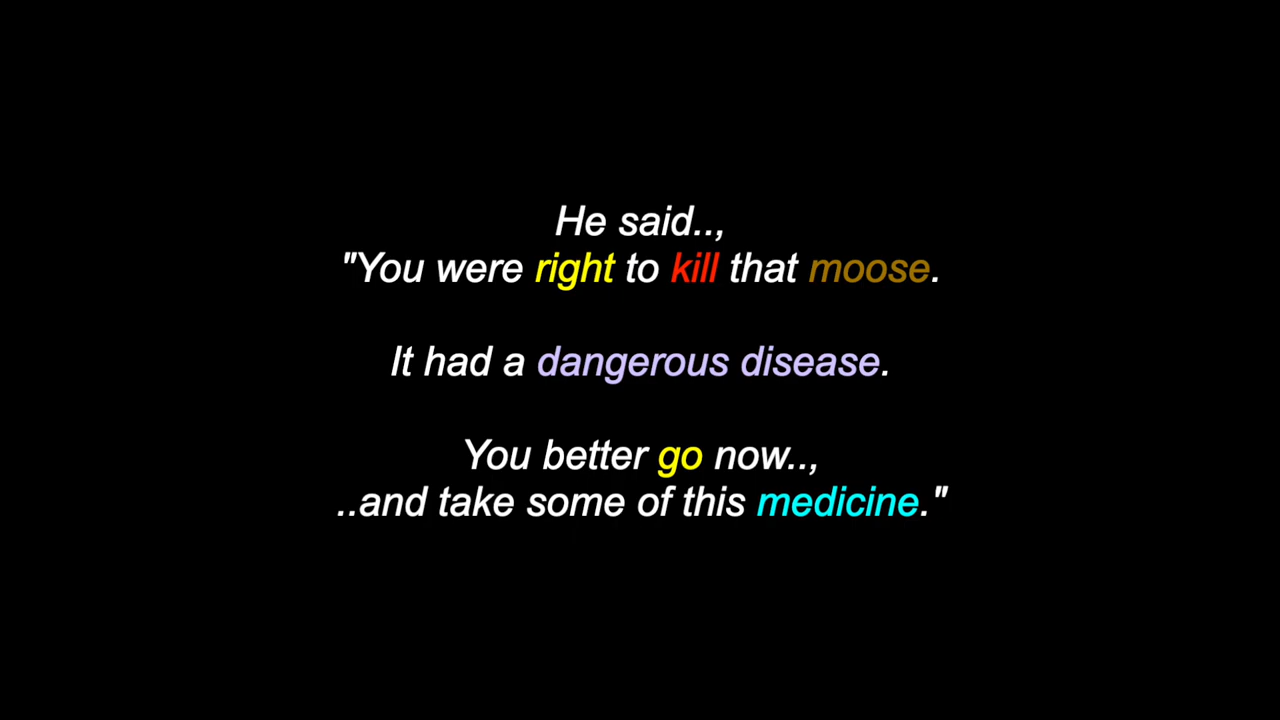 He said..,
"You were right to kill that moose.
It had a dangerous disease.
You better go now..,
..and take some of this medicine."